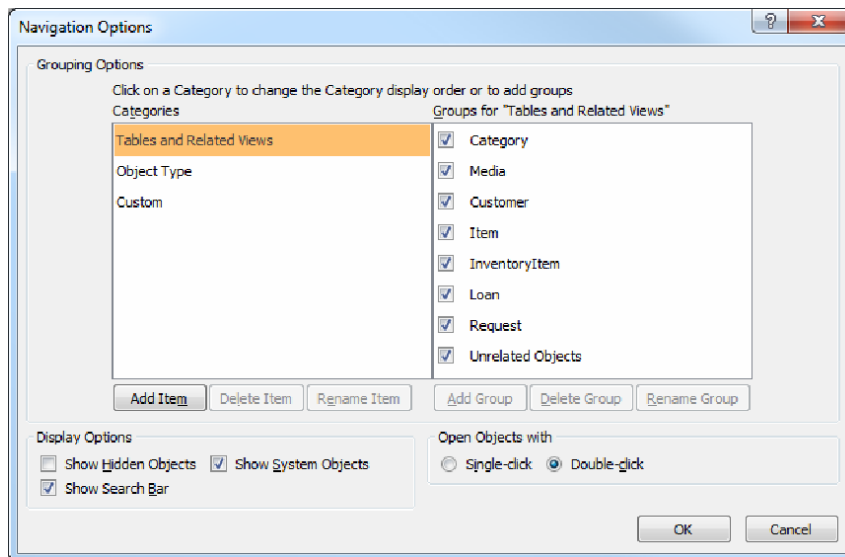 Navigation Options
?
X
Grouping Options
Click on a Category to change the Category display order or to add groups
Categories
Groups for "Tables and Related Views"
Tables and Related Views
Object Type
Custom
Category
Media
Customer
Item
InventoryItem
Loan
Request
Unrelated Objects
Add Item
Delete Item
Rename Item
Add Group
Delete Group
Rename Group
Display Options
Show Hidden Objects
Show System Objects
Show Search Bar
Open Objects with
Single-click
Double-click
OK
Cancel